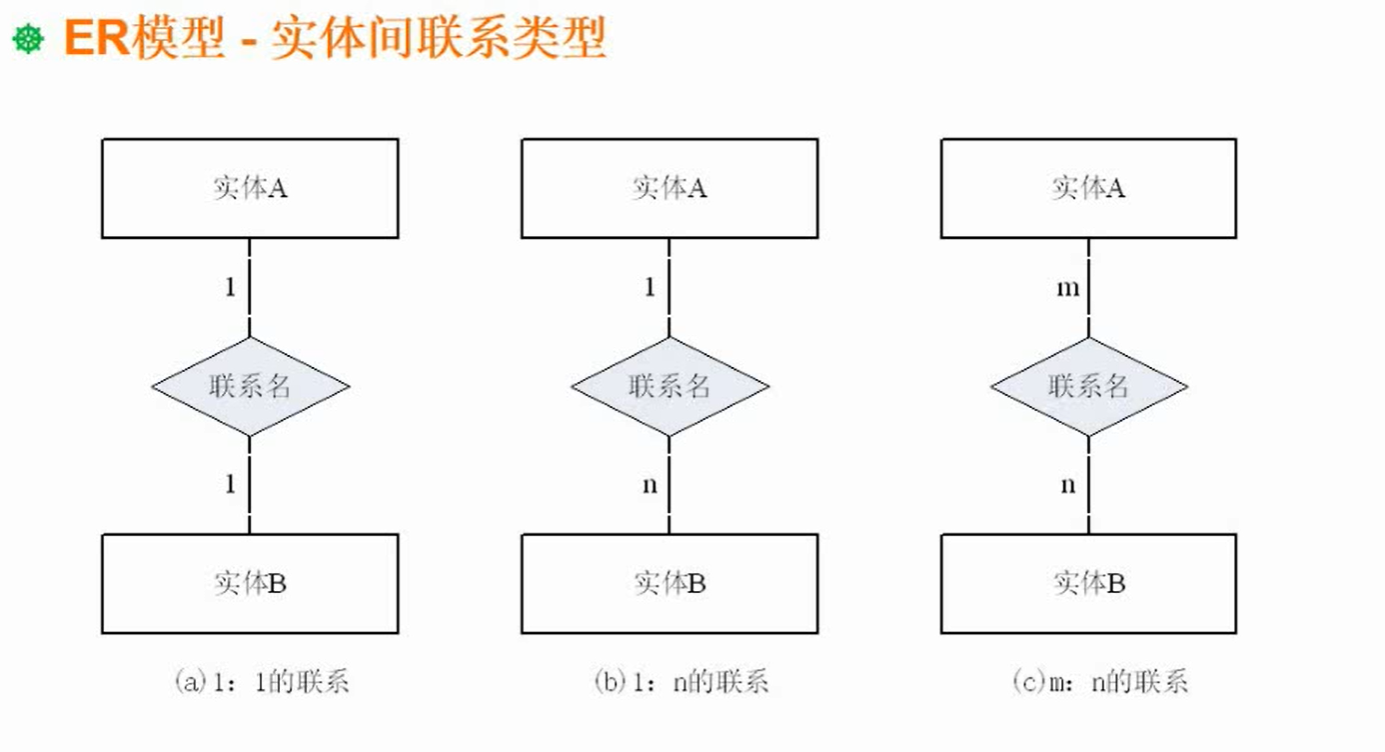 ER模型 - 实体间联系类型
实体A
实体A
实体A
1
1
m
联系名
联系名
联系名
1
n
n
实体B
实体B
实体B
(a)1：1的联系
(b)1：n的联系
(c)m：n的联系